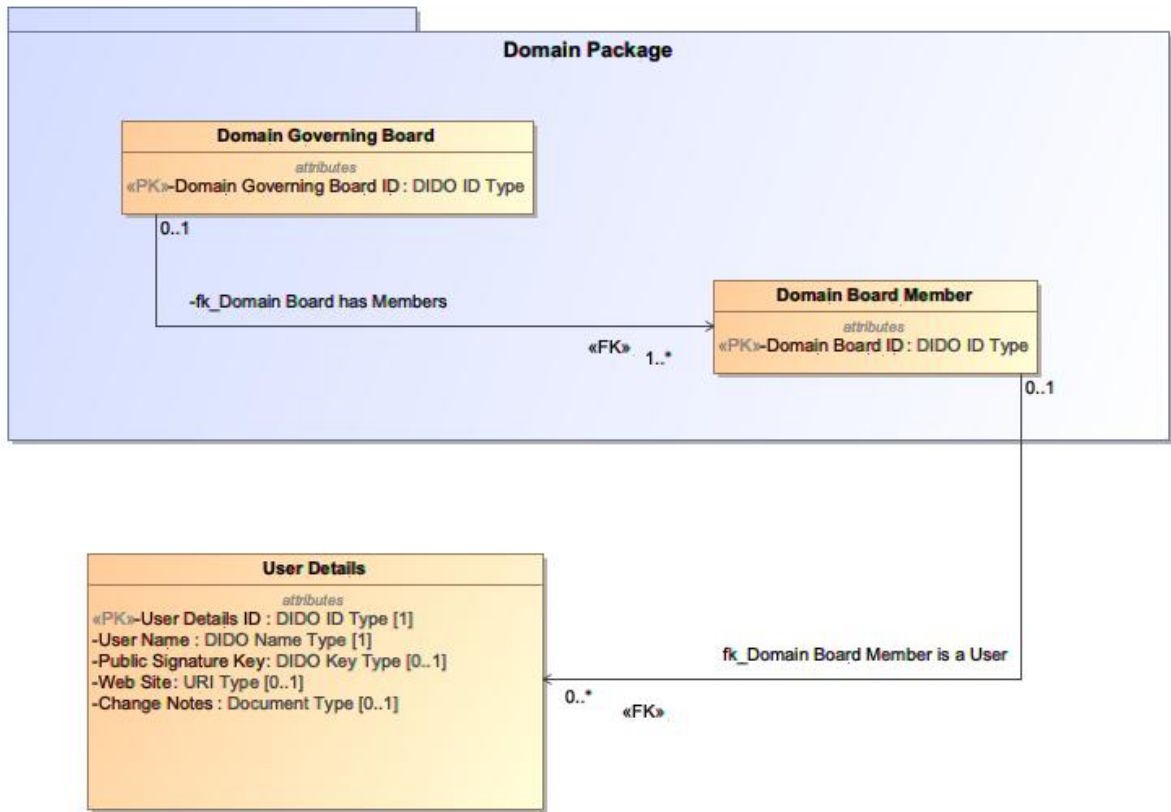 Domain Package
Domain Governing Board
attributes
«PK»-Domain Governing Board ID : DIDO ID Type
0..1
-fk_Domain Board has Members
«FK»
1..*
Domain Board Member
attributes
«PK»-Domain Board ID : DIDO ID Type
0..1
User Details
attributes
«PK»-User Details ID : DIDO ID Type [1]
-User Name : DIDO Name Type [1]
-Public Signature Key: DIDO Key Type [0..1]
-Web Site: URI Type [0..1]
-Change Notes : Document Type [0..1]
fk_Domain Board Member is a User
0..*
«FK»